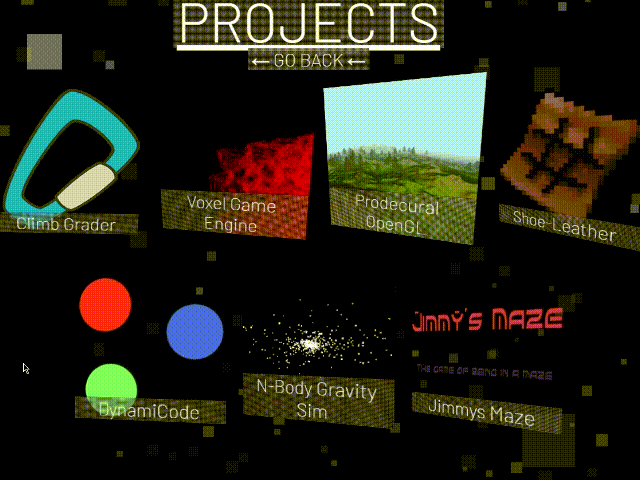 PROJECTS
← GO BACK ←
Climb Grader
Voxel Game
Engine
Prodecural
OpenGL
Shoe-Leather
JIMMY'S MAZE
THE GAME OF BEING IN A MAZE
DynamiCode
N-Body Gravity
Sim
Jimmys Maze